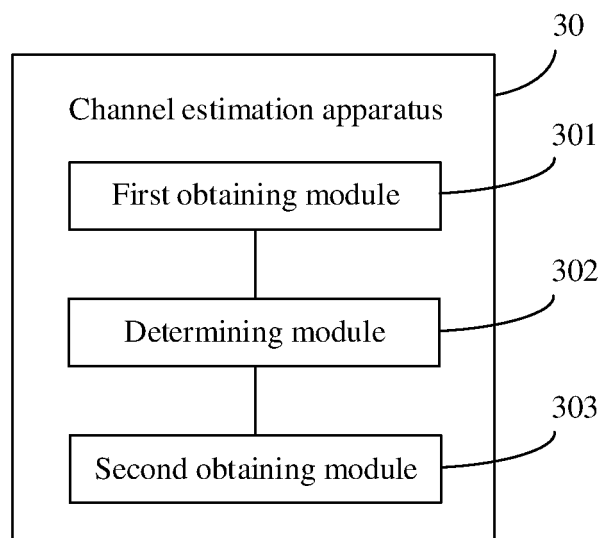 30
Channel estimation apparatus
301
First obtaining module
302
Determining module
303
Second obtaining module